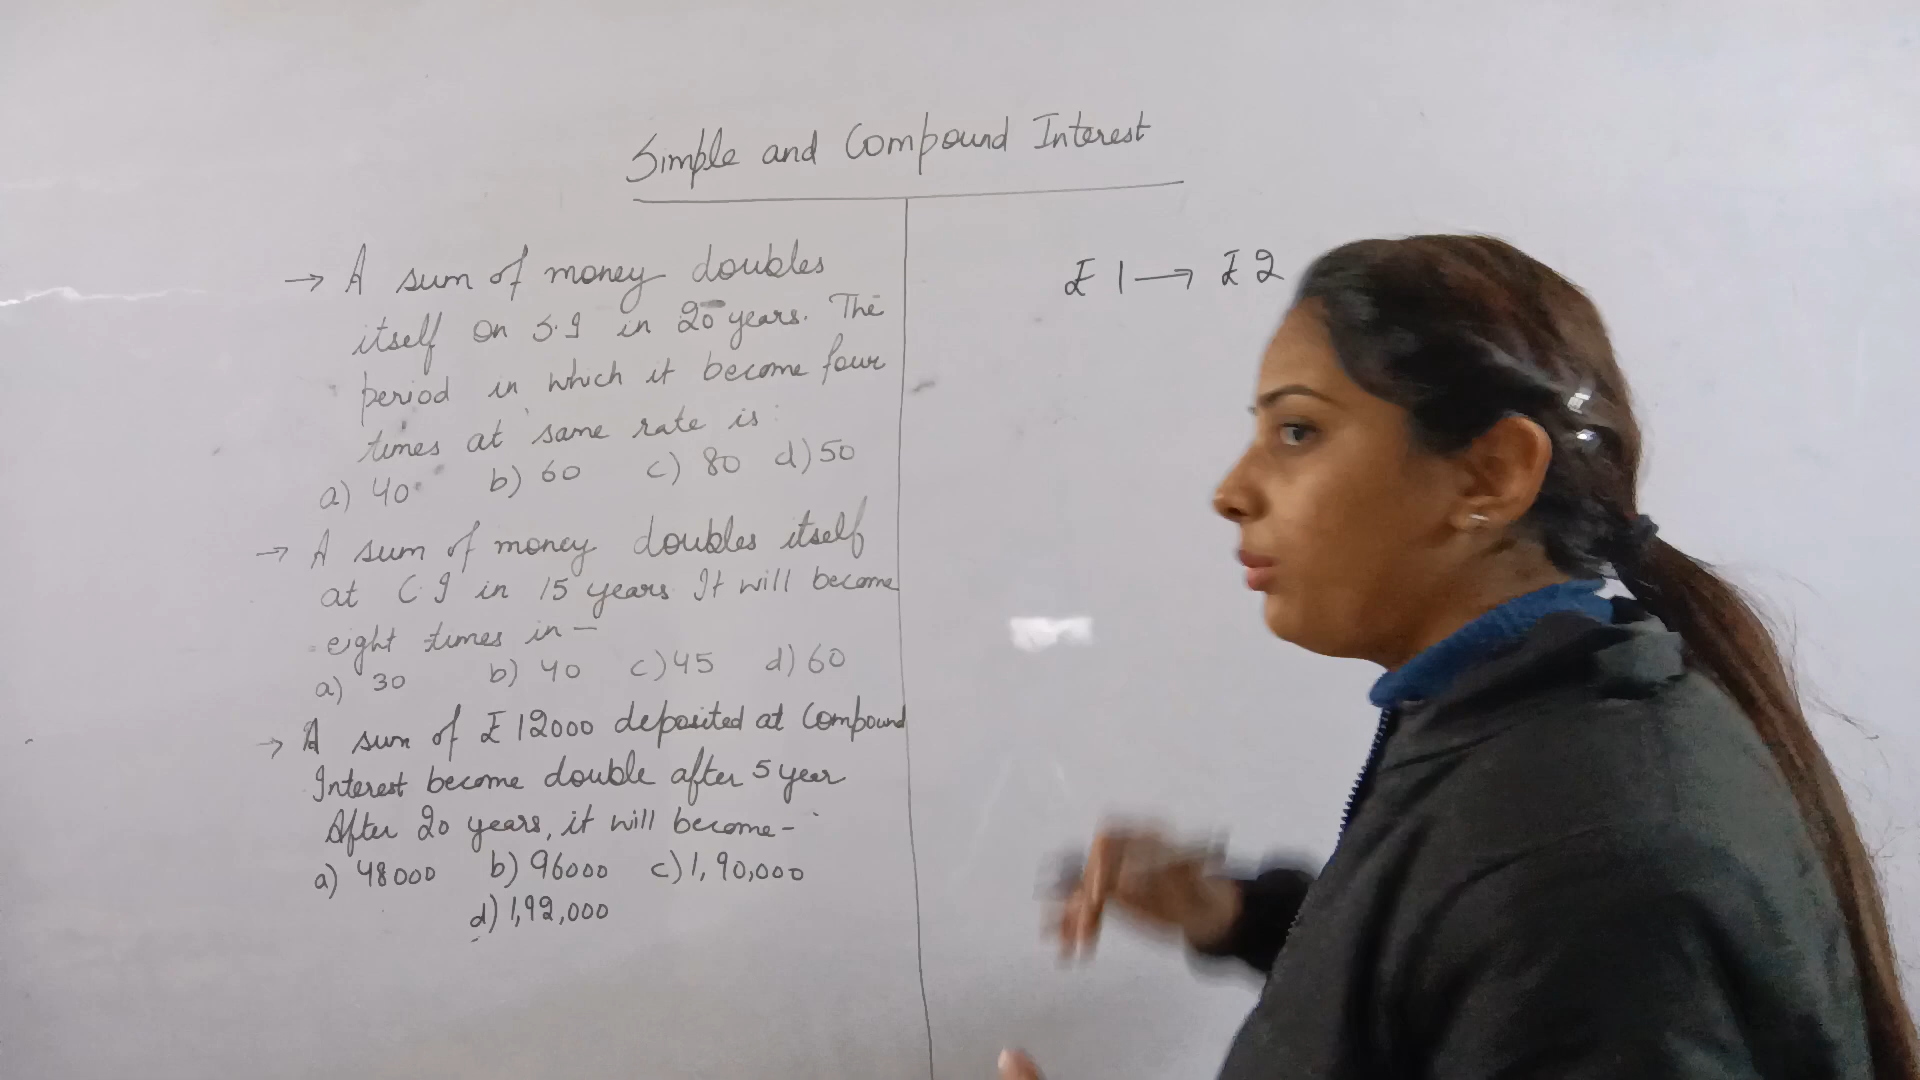 Simple and Compound Interest
→ A sum of money doubles
itself on S.I in 20 years. The
period in which it become four
times at same rate is
a) 40 b) 60 c) 80 d) 50
→ A sum of money doubles itself
at C I in 15 years It will become
eight times in —
a) 30 b) 40 c) 45 d) 60
→ A sum of ₹ 12000 deposited at Compound
Interest become double after 5 year
After 20 years, it will become -
a) 48000 b) 96000 c) 1,90,000
d) 1,92,000
₹ 1 → ₹ 2